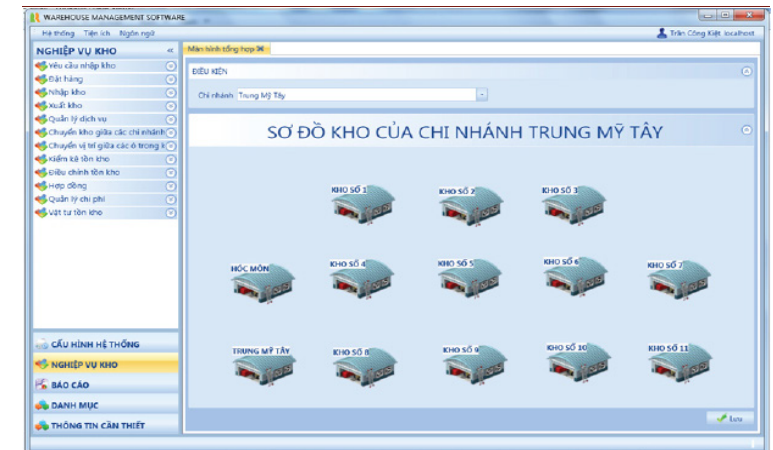 WAREHOUSE MANAGEMENT SOFTWARE
Hệ thống Tiện ích Ngôn ngữ
Trần Công Kiệt localhost
NGHIỆP VỤ KHO «
Yêu cầu nhập kho
Đặt hàng
Nhập kho
Xuất kho
Quản lý dịch vụ
Chuyển kho giữa các chi nhánh
Chuyển vị trí giữa các ô trong k
Kiểm kê tồn kho
Điều chỉnh tồn kho
Hợp đồng
Quản lý chi phí
Vật tư tồn kho
CẤU HÌNH HỆ THỐNG
NGHIỆP VỤ KHO
BÁO CÁO
DANH MỤC
THÔNG TIN CẦN THIẾT
Màn hình tổng hợp
ĐIỀU KIỆN
Chi nhánh Trung Mỹ Tây
SƠ ĐỒ KHO CỦA CHI NHÁNH TRUNG MỸ TÂY
KHO SỐ 1 KHO SỐ 2 KHO SỐ 3
HÓC MÔN KHO SỐ 4 KHO SỐ 5 KHO SỐ 6 KHO SỐ 7
TRUNG MỸ TÂY KHO SỐ 8 KHO SỐ 9 KHO SỐ 10 KHO SỐ 11
Lưu